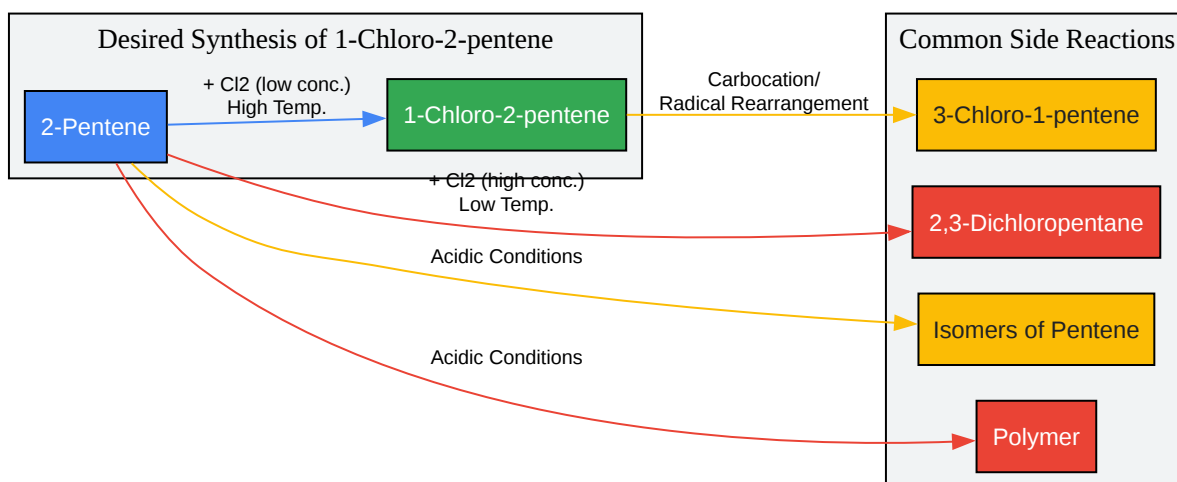 Desired Synthesis of 1-Chloro-2-pentene
Common Side Reactions
2-Pentene
+ Cl2 (low conc.)
High Temp.
1-Chloro-2-pentene
Carbocation/
Radical Rearrangement
3-Chloro-1-pentene
+ Cl2 (high conc.)
Low Temp.
2,3-Dichloropentane
Acidic Conditions
Isomers of Pentene
Acidic Conditions
Polymer